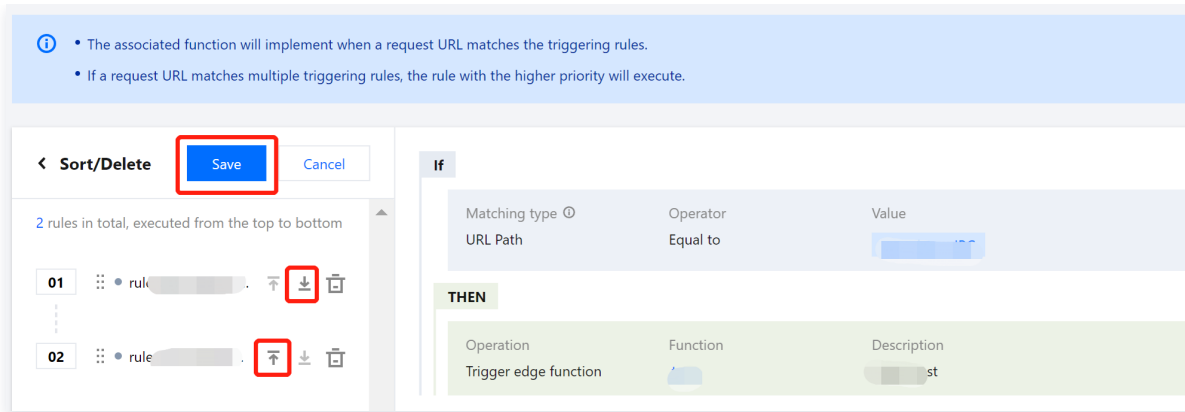 • The associated function will implement when a request URL matches the triggering rules.
• If a request URL matches multiple triggering rules, the rule with the higher priority will execute.
Sort/Delete
Save
Cancel
2 rules in total, executed from the top to bottom
01
02
rule
If
Matching type
Operator
Value
URL Path
Equal to
THEN
Operation
Function
Description
Trigger edge function
st